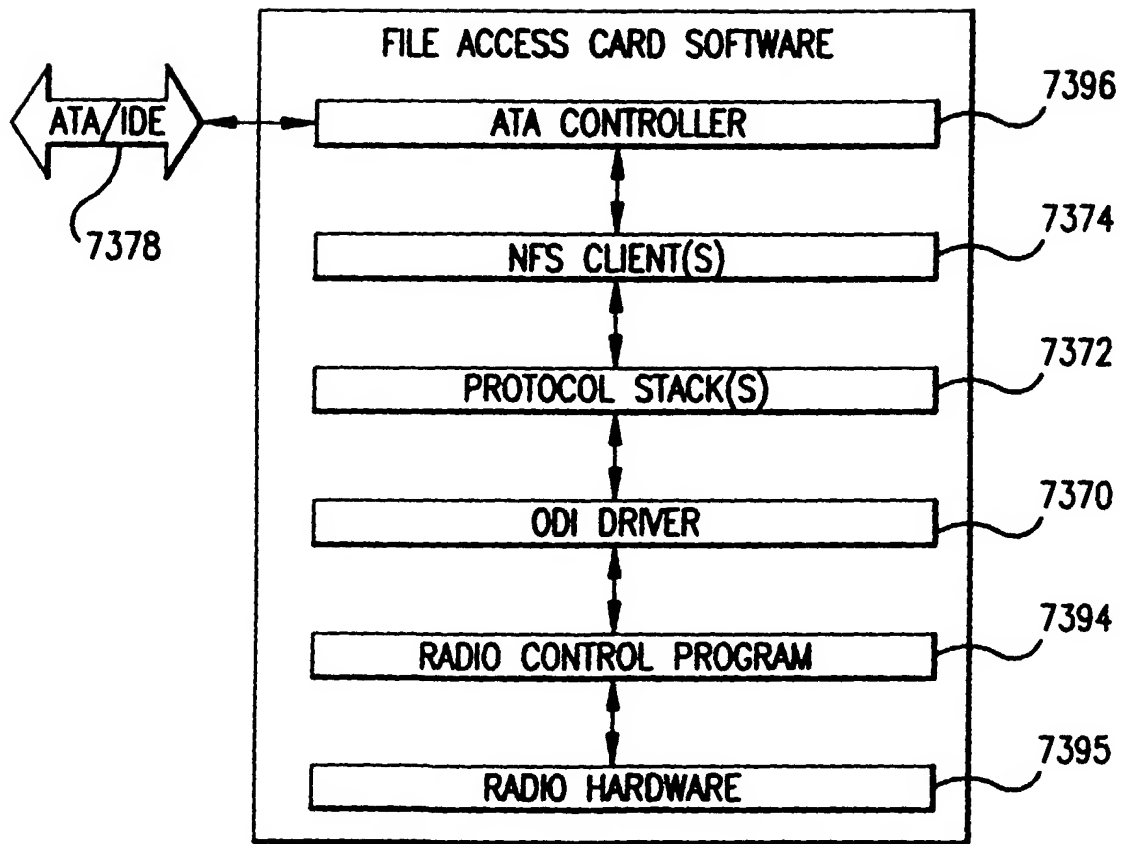 FILE ACCESS CARD SOFTWARE
7396
ATA/IDE
ATA CONTROLLER
7378
7374
NFS CLIENT(S)
7372
PROTOCOL STACK(S)
7370
ODI DRIVER
7394
RADIO CONTROL PROGRAM
7395
RADIO HARDWARE